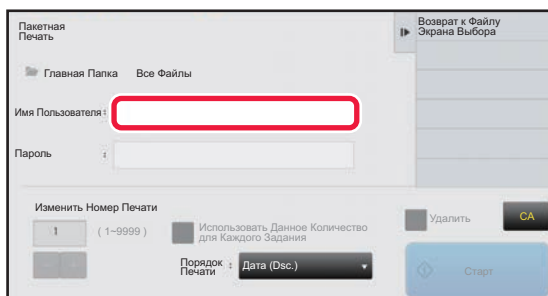 Пакетная
Печать
Возврат к Файлу
Экрана Выбора
Главная Папка Все Файлы
Имя Пользователя :
Пароль :
Изменить Номер Печати
1 ( 1~9999 )
Использовать Данное Количество
для Каждого Задания
Порядок
Печати : Дата (Dsc.)
Удалить
CA
Старт